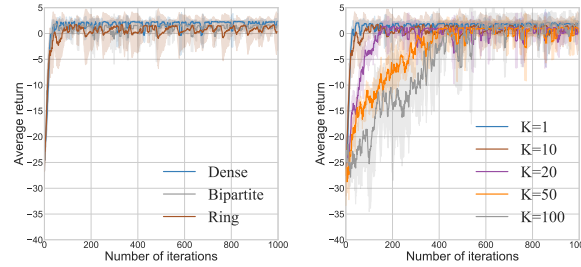 5
0
−5
−10
−15
−20
−25
−30
−35
−40
0 200 400 600 800 1000
Average return
Number of iterations
Dense
Bipartite
Ring
5
0
−5
−10
−15
−20
−25
−30
−35
−40
0 200 400 600 800 1000
Average return
Number of iterations
K=1
K=10
K=20
K=50
K=100